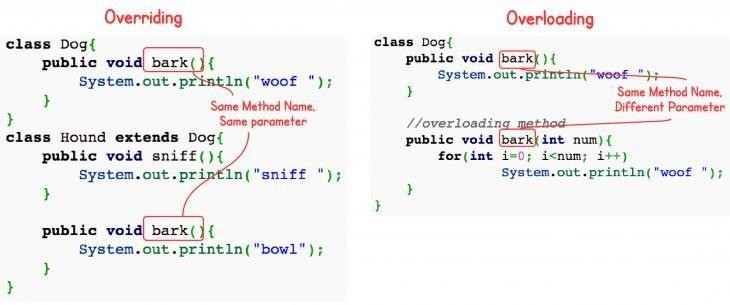 Overriding
class Dog{
public void bark(){
System.out.println("woof ");
}
}
Same Method Name,
Same parameter
class Hound extends Dog{
public void sniff(){
System.out.println("sniff ");
}
public void bark(){
System.out.println("bowl");
}
}
Overloading
class Dog{
public void bark(){
System.out.println("woof ");
}
Same Method Name,
Different Parameter
//overloading method
public void bark(int num){
for(int i=0; i<num; i++)
System.out.println("woof ");
}
}